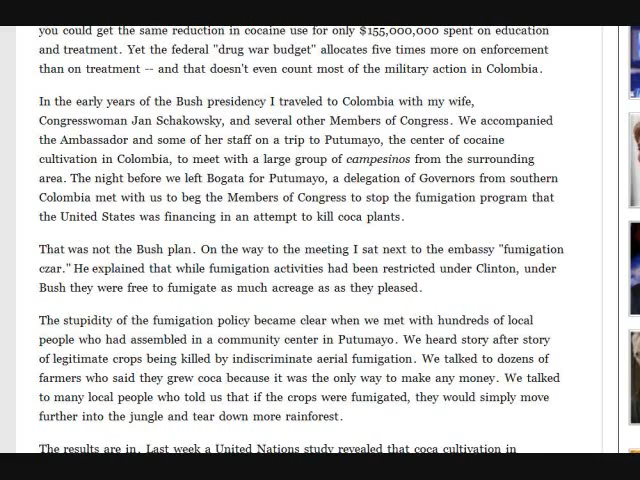 you could get the same reduction in cocaine use for only $155,000,000 spent on education
and treatment. Yet the federal "drug war budget" allocates five times more on enforcement
than on treatment -- and that doesn't even count most of the military action in Colombia.
In the early years of the Bush presidency I traveled to Colombia with my wife,
Congresswoman Jan Schakowsky, and several other Members of Congress. We accompanied
the Ambassador and some of her staff on a trip to Putumayo, the center of cocaine
cultivation in Colombia, to meet with a large group of campesinos from the surrounding
area. The night before we left Bogata for Putumayo, a delegation of Governors from southern
Colombia met with us to beg the Members of Congress to stop the fumigation program that
the United States was financing in an attempt to kill coca plants.
That was not the Bush plan. On the way to the meeting I sat next to the embassy "fumigation
czar." He explained that while fumigation activities had been restricted under Clinton, under
Bush they were free to fumigate as much acreage as as they pleased.
The stupidity of the fumigation policy became clear when we met with hundreds of local
people who had assembled in a community center in Putumayo. We heard story after story
of legitimate crops being killed by indiscriminate aerial fumigation. We talked to dozens of
farmers who said they grew coca because it was the only way to make any money. We talked
to many local people who told us that if the crops were fumigated, they would simply move
further into the jungle and tear down more rainforest.
The results are in. Last week a United Nations study revealed that coca cultivation in